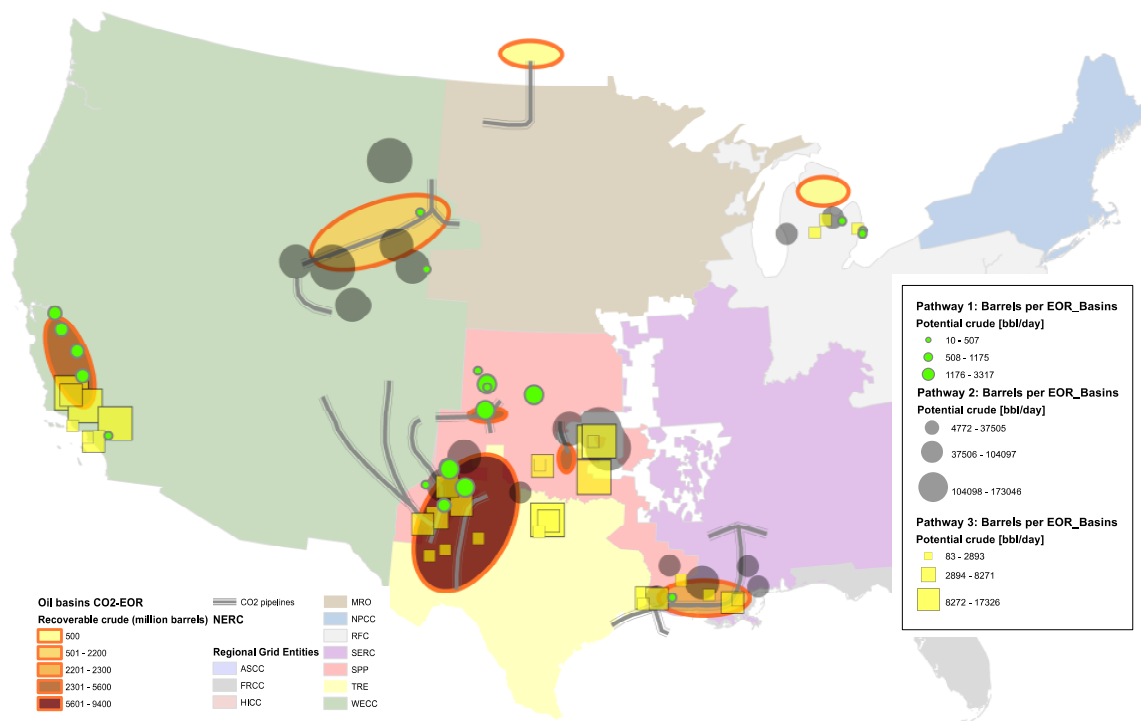 Pathway 1: Barrels per EOR_Basins
Potential crude [bbl/day]
10 - 507
508 - 1175
1176 - 3317
Pathway 2: Barrels per EOR_Basins
Potential crude [bbl/day]
4772 - 37505
37506 - 104097
104098 - 173046
Pathway 3: Barrels per EOR_Basins
Potential crude [bbl/day]
83 - 2893
2894 - 8271
8272 - 17326
Oil basins CO2-EOR
Recoverable crude (million barrels)
500
501 - 2200
2201 - 2300
2301 - 5600
5601 - 9400
CO2 pipelines
NERC
Regional Grid Entities
ASCC
FRCC
HICC
MRO
NPCC
RFC
SERC
SPP
TRE
WECC